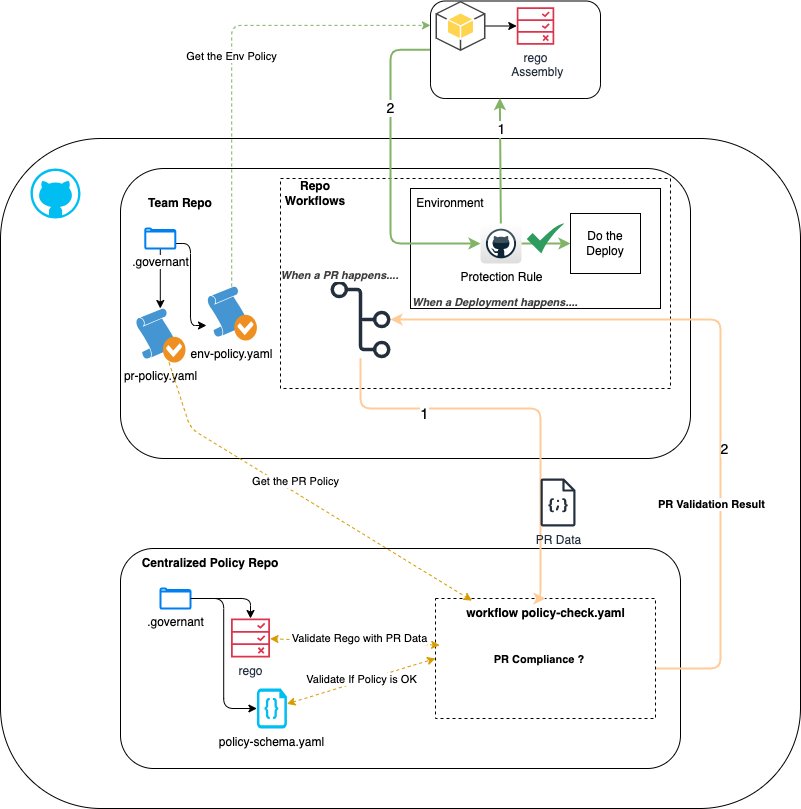 rego
Assembly
Get the Env Policy
2
1
Team Repo
Repo
Workflows
Environment
Do the
Deploy
.governant
Protection Rule
When a PR happens....
When a Deployment happens....
env-policy.yaml
pr-policy.yaml
1
2
Get the PR Policy
PR Validation Result
{;}
PR Data
Centralized Policy Repo
.governant
workflow policy-check.yaml
Validate Rego with PR Data
PR Compliance ?
rego
Validate If Policy is OK
{}
policy-schema.yaml